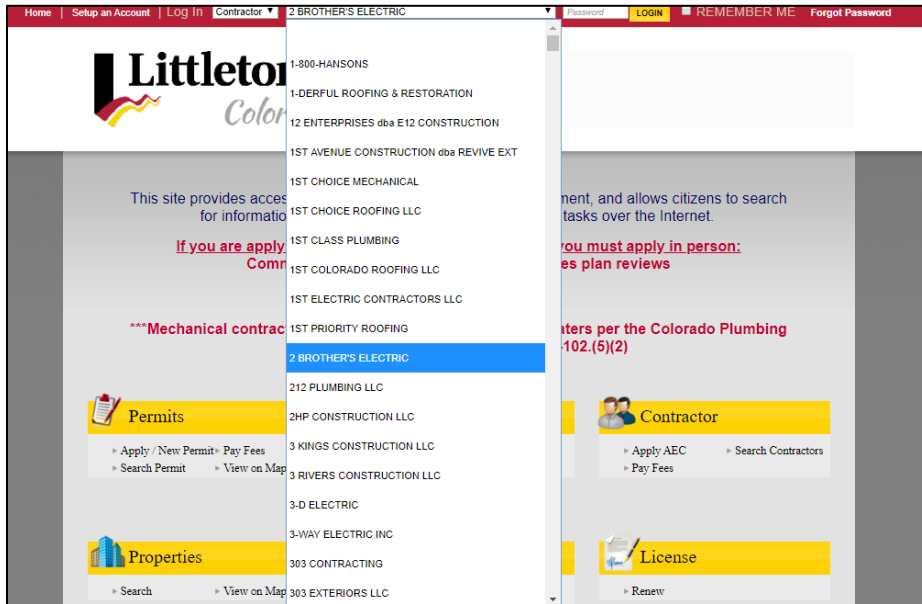 Home | Setup an Account | Log In Contractor 2 BROTHER'S ELECTRIC Password LOGIN REMEMBER ME Forgot Password
Littleton
Color
1-800-HANSONS
1-DERFUL ROOFING & RESTORATION
12 ENTERPRISES dba E12 CONSTRUCTION
1ST AVENUE CONSTRUCTION dba REVIVE EXT
1ST CHOICE MECHANICAL
1ST CHOICE ROOFING LLC
1ST CLASS PLUMBING
1ST COLORADO ROOFING LLC
1ST ELECTRIC CONTRACTORS LLC
1ST PRIORITY ROOFING
2 BROTHER'S ELECTRIC
212 PLUMBING LLC
2HP CONSTRUCTION LLC
3 KINGS CONSTRUCTION LLC
3 RIVERS CONSTRUCTION LLC
3-D ELECTRIC
3-WAY ELECTRIC INC
303 CONTRACTING
303 EXTERIORS LLC
This site provides acces ment, and allows citizens to search
for informatio tasks over the Internet.
If you are apply you must apply in person:
Comm es plan reviews
***Mechanical contrac aters per the Colorado Plumbing
-102.(5)(2)
Permits
Apply / New Permit Pay Fees
Search Permit View on Map
Contractor
Apply AEC Search Contractors
Pay Fees
Properties
Search View on Map
License
Renew